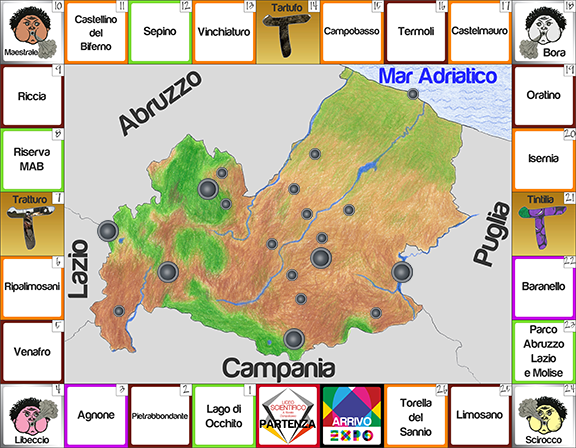 10
Maestrale
11
Castellino
del
Biferno
12
Sepino
13
Vinchiaturo
14
Tartufo
T
15
Campobasso
16
Termoli
17
Castelmauro
18
Bora
9
Riccia
8
Riserva
MAB
Tratturo
T
6
Ripalimosani
5
Venafro
Abruzzo
Mar Adriatico
Lazio
Puglia
Campania
19
Oratino
20
Isernia
Tintilia
21
T
22
Baranello
23
Parco
Abruzzo
Lazio
e Molise
4
Libeccio
3
Agnone
2
Pietrabbondante
1
Lago di
Occhito
LICEO
SCIENTIFICO
PARTENZA
ARRIVO
EXPO
26
Torella
del
Sannio
25
Limosano
24
Scirocco